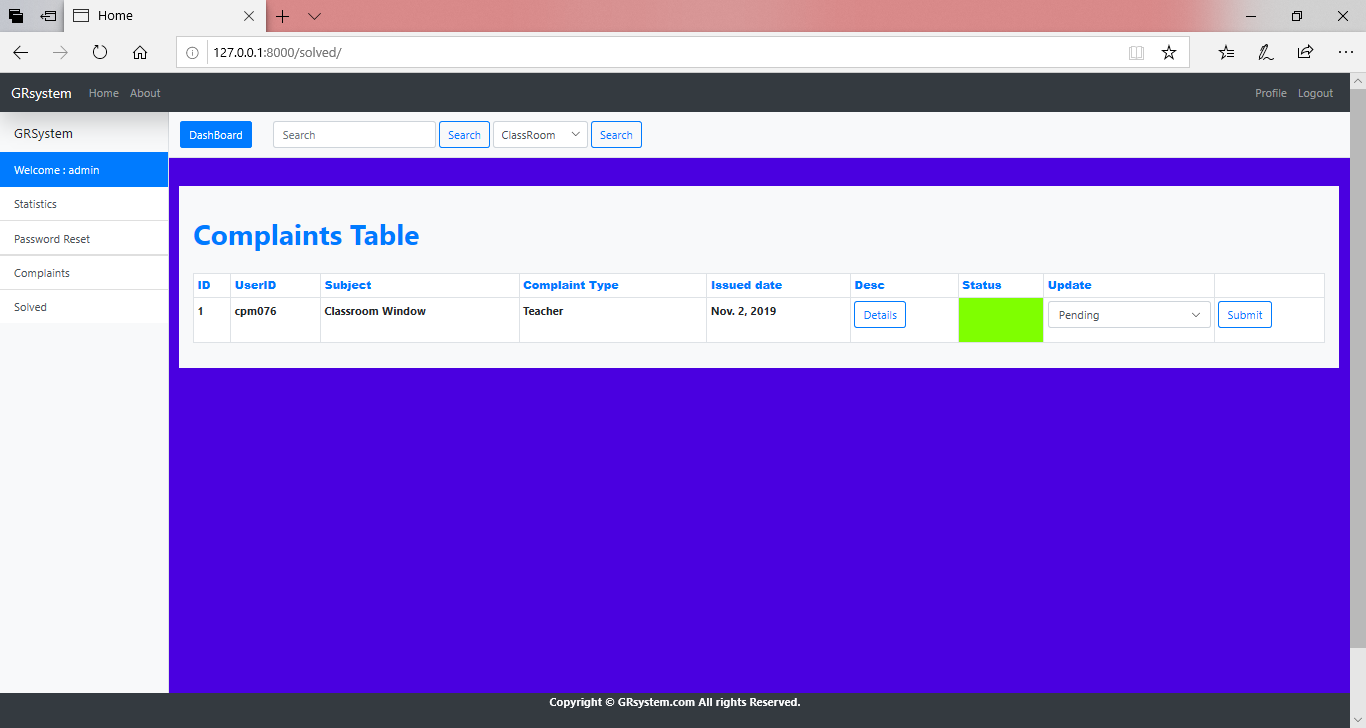 Home
127.0.0.1:8000/solved/
GRsystem Home About Profile Logout
GRSystem
DashBoard Search Search ClassRoom Search
Welcome : admin
Statistics
Password Reset
Complaints
Solved
Complaints Table
ID UserID Subject Complaint Type Issued date Desc Status Update
1 cpm076 Classroom Window Teacher Nov. 2, 2019 Details Pending Submit
Copyright © GRsystem.com All rights Reserved.